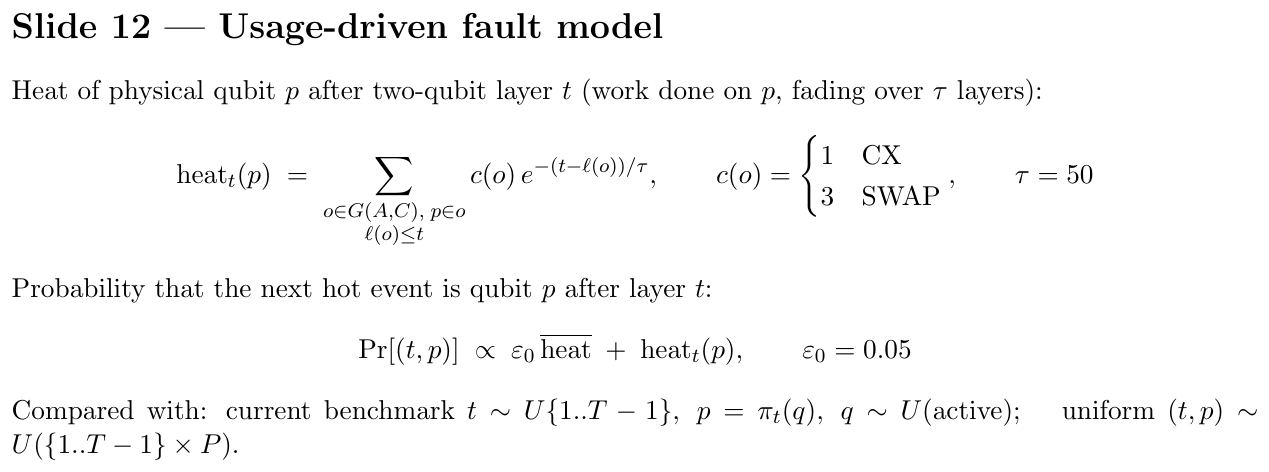 Slide 12 — Usage-driven fault model
Heat of physical qubit p after two-qubit layer t (work done on p, fading over τ layers):
heat_t(p) = ∑_{o∈G(A,C), p∈o, ℓ(o)≤t} c(o) e^{−(t−ℓ(o))/τ}, c(o) = { 1 CX; 3 SWAP , τ = 50
Probability that the next hot event is qubit p after layer t:
Pr[(t, p)] ∝ ε₀ \overline{heat} + heat_t(p), ε₀ = 0.05
Compared with: current benchmark t ∼ U{1..T − 1}, p = π_t(q), q ∼ U(active); uniform (t, p) ∼
U({1..T − 1} × P).